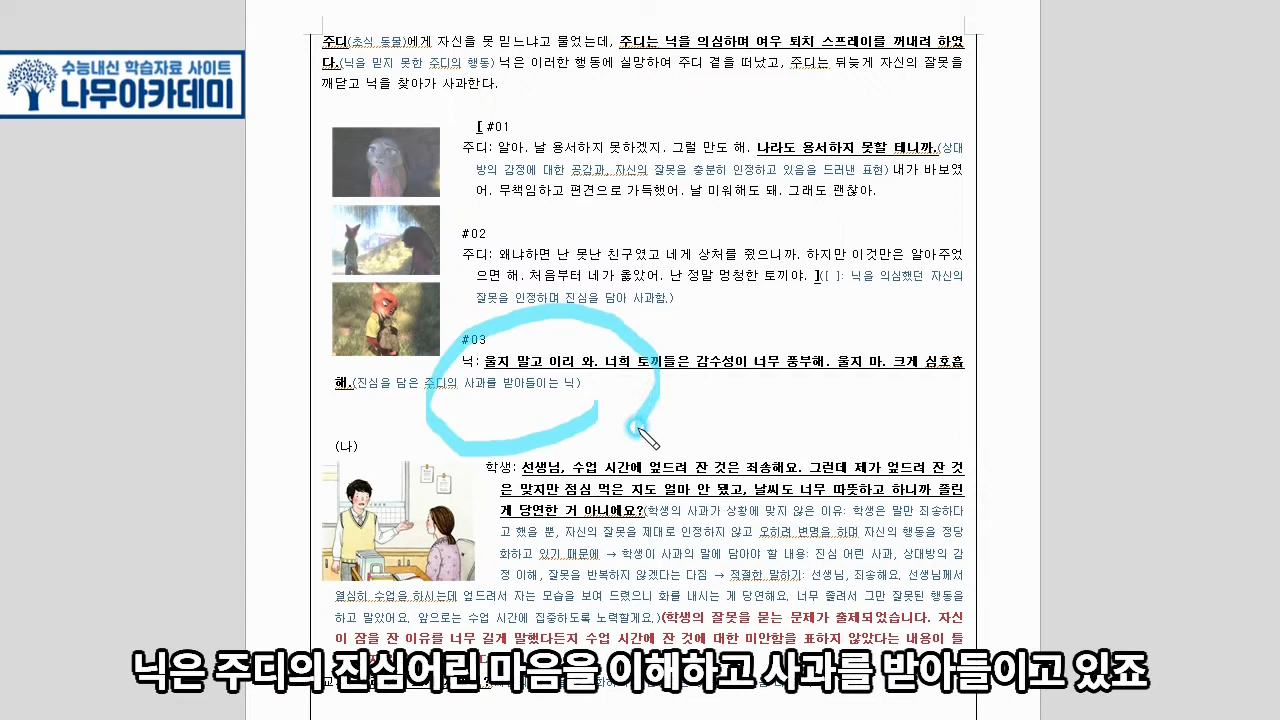 주디(초식 동물)에게 자신을 못 믿느냐고 물었는데, 주디는 닉을 의심하며 여우 퇴치 스프레이를 꺼내려 하였
다.(닉을 믿지 못한 주디의 행동) 닉은 이러한 행동에 실망하여 주디 곁을 떠났고, 주디는 뒤늦게 자신의 잘못을
깨닫고 닉을 찾아가 사과한다.
수능내신 학습자료 사이트
나무아카데미
[ #01
주디: 알아. 날 용서하지 못하겠지. 그럴 만도 해. 나라도 용서하지 못할 테니까.(상대
방의 감정에 대한 공감과, 자신의 잘못을 충분히 인정하고 있음을 드러낸 표현) 내가 바보였
어. 무책임하고 편견으로 가득했어. 날 미워해도 돼. 그래도 괜찮아.
#02
주디: 왜냐하면 난 못난 친구였고 네게 상처를 줬으니까. 하지만 이것만은 알아주었
으면 해. 처음부터 네가 옳았어. 난 정말 멍청한 토끼야. ]([ ]: 닉을 의심했던 자신의
잘못을 인정하며 진심을 담아 사과함.)
#03
닉: 울지 말고 이리 와. 너희 토끼들은 감수성이 너무 풍부해. 울지 마. 크게 심호흡
해.(진심을 담은 주디의 사과를 받아들이는 닉)
(나)
학생: 선생님, 수업 시간에 엎드려 잔 것은 죄송해요. 그런데 제가 엎드려 잔 것
은 맞지만 점심 먹은 지도 얼마 안 됐고, 날씨도 너무 따뜻하고 하니까 졸린
게 당연한 거 아니에요?(학생의 사과가 상황에 맞지 않은 이유: 학생은 말만 죄송하다
고 했을 뿐, 자신의 잘못을 제대로 인정하지 않고 오히려 변명을 하며 자신의 행동을 정당
화하고 있기 때문에 → 학생이 사과의 말에 담아야 할 내용: 진심 어린 사과, 상대방의 감
정 이해, 잘못을 반복하지 않겠다는 다짐 → 적절한 말하기: 선생님, 죄송해요. 선생님께서
열심히 수업을 하시는데 엎드려서 자는 모습을 보여 드렸으니 화를 내시는 게 당연해요. 너무 졸려서 그만 잘못된 행동을
하고 말았어요. 앞으로는 수업 시간에 집중하도록 노력할게요.)(학생의 잘못을 묻는 문제가 출제되었습니다. 자신
이 잠을 잔 이유를 너무 길게 말했다든지 수업 시간에 잔 것에 대한 미안함을 표하지 않았다는 내용이 틀
닉은 주디의 진심어린 마음을 이해하고 사과를 받아들이고 있죠